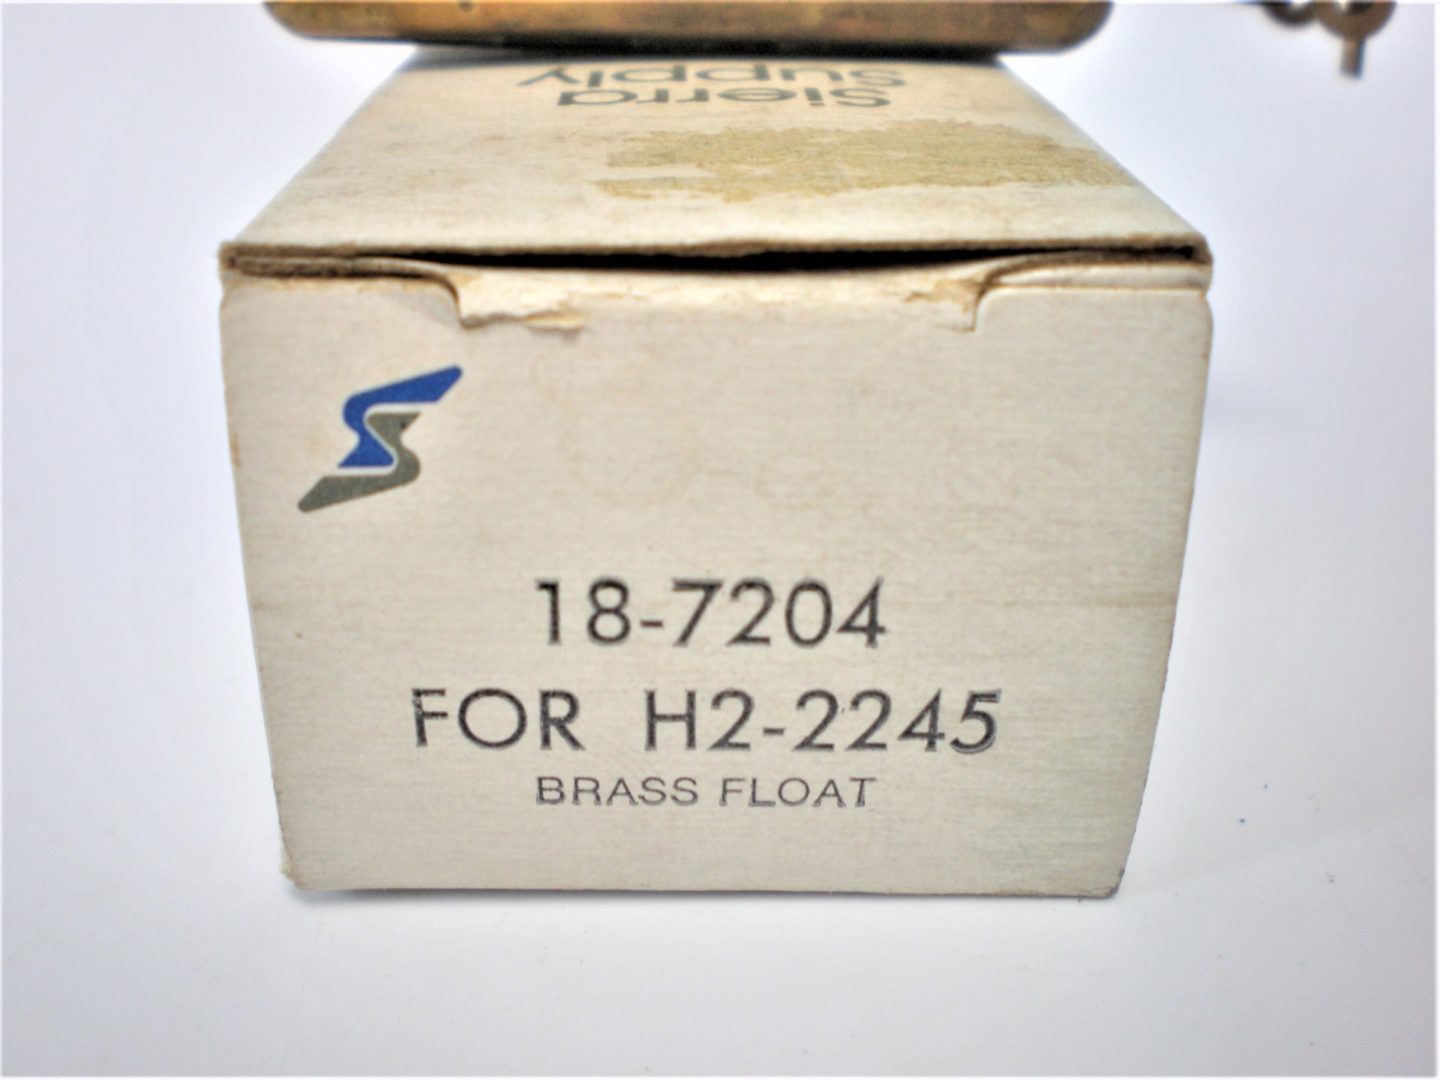 sierra
supply
18-7204
FOR H2-2245
BRASS FLOAT